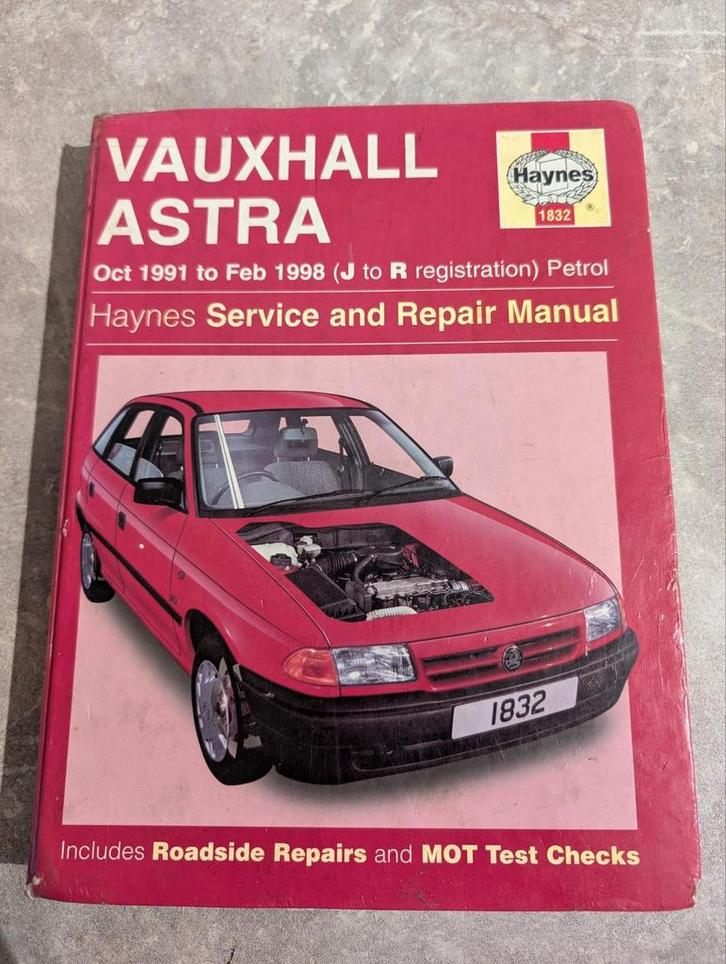 VAUXHALL
ASTRA
Haynes
1832
®
Oct 1991 to Feb 1998 (J to R registration) Petrol
Haynes Service and Repair Manual
1832
Includes Roadside Repairs and MOT Test Checks